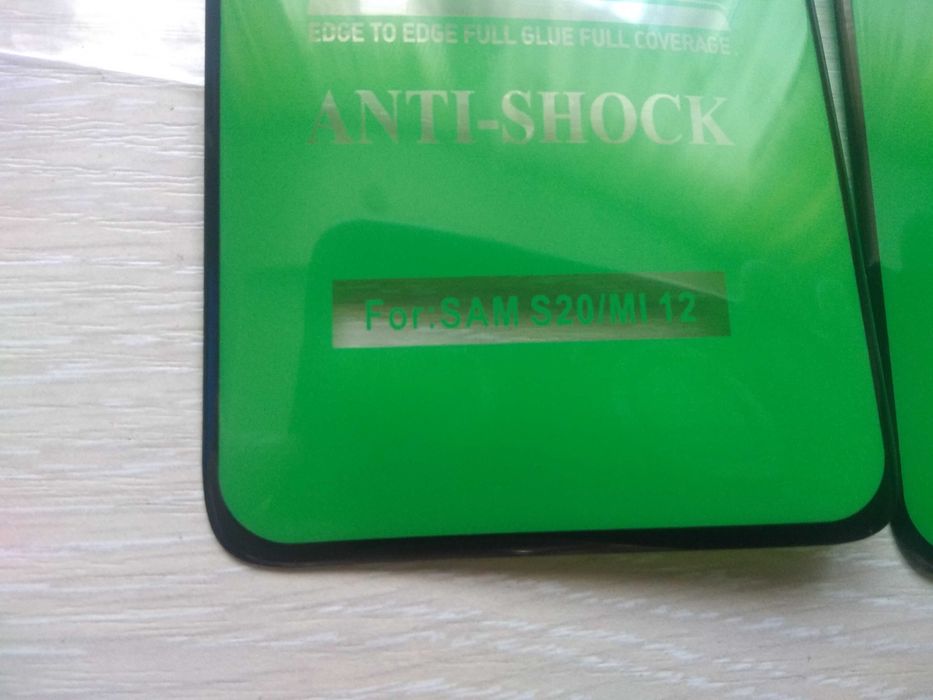 EDGE TO EDGE FULL GLUE FULL COVERAGE
ANTI-SHOCK
For:SAM S20/MI 12